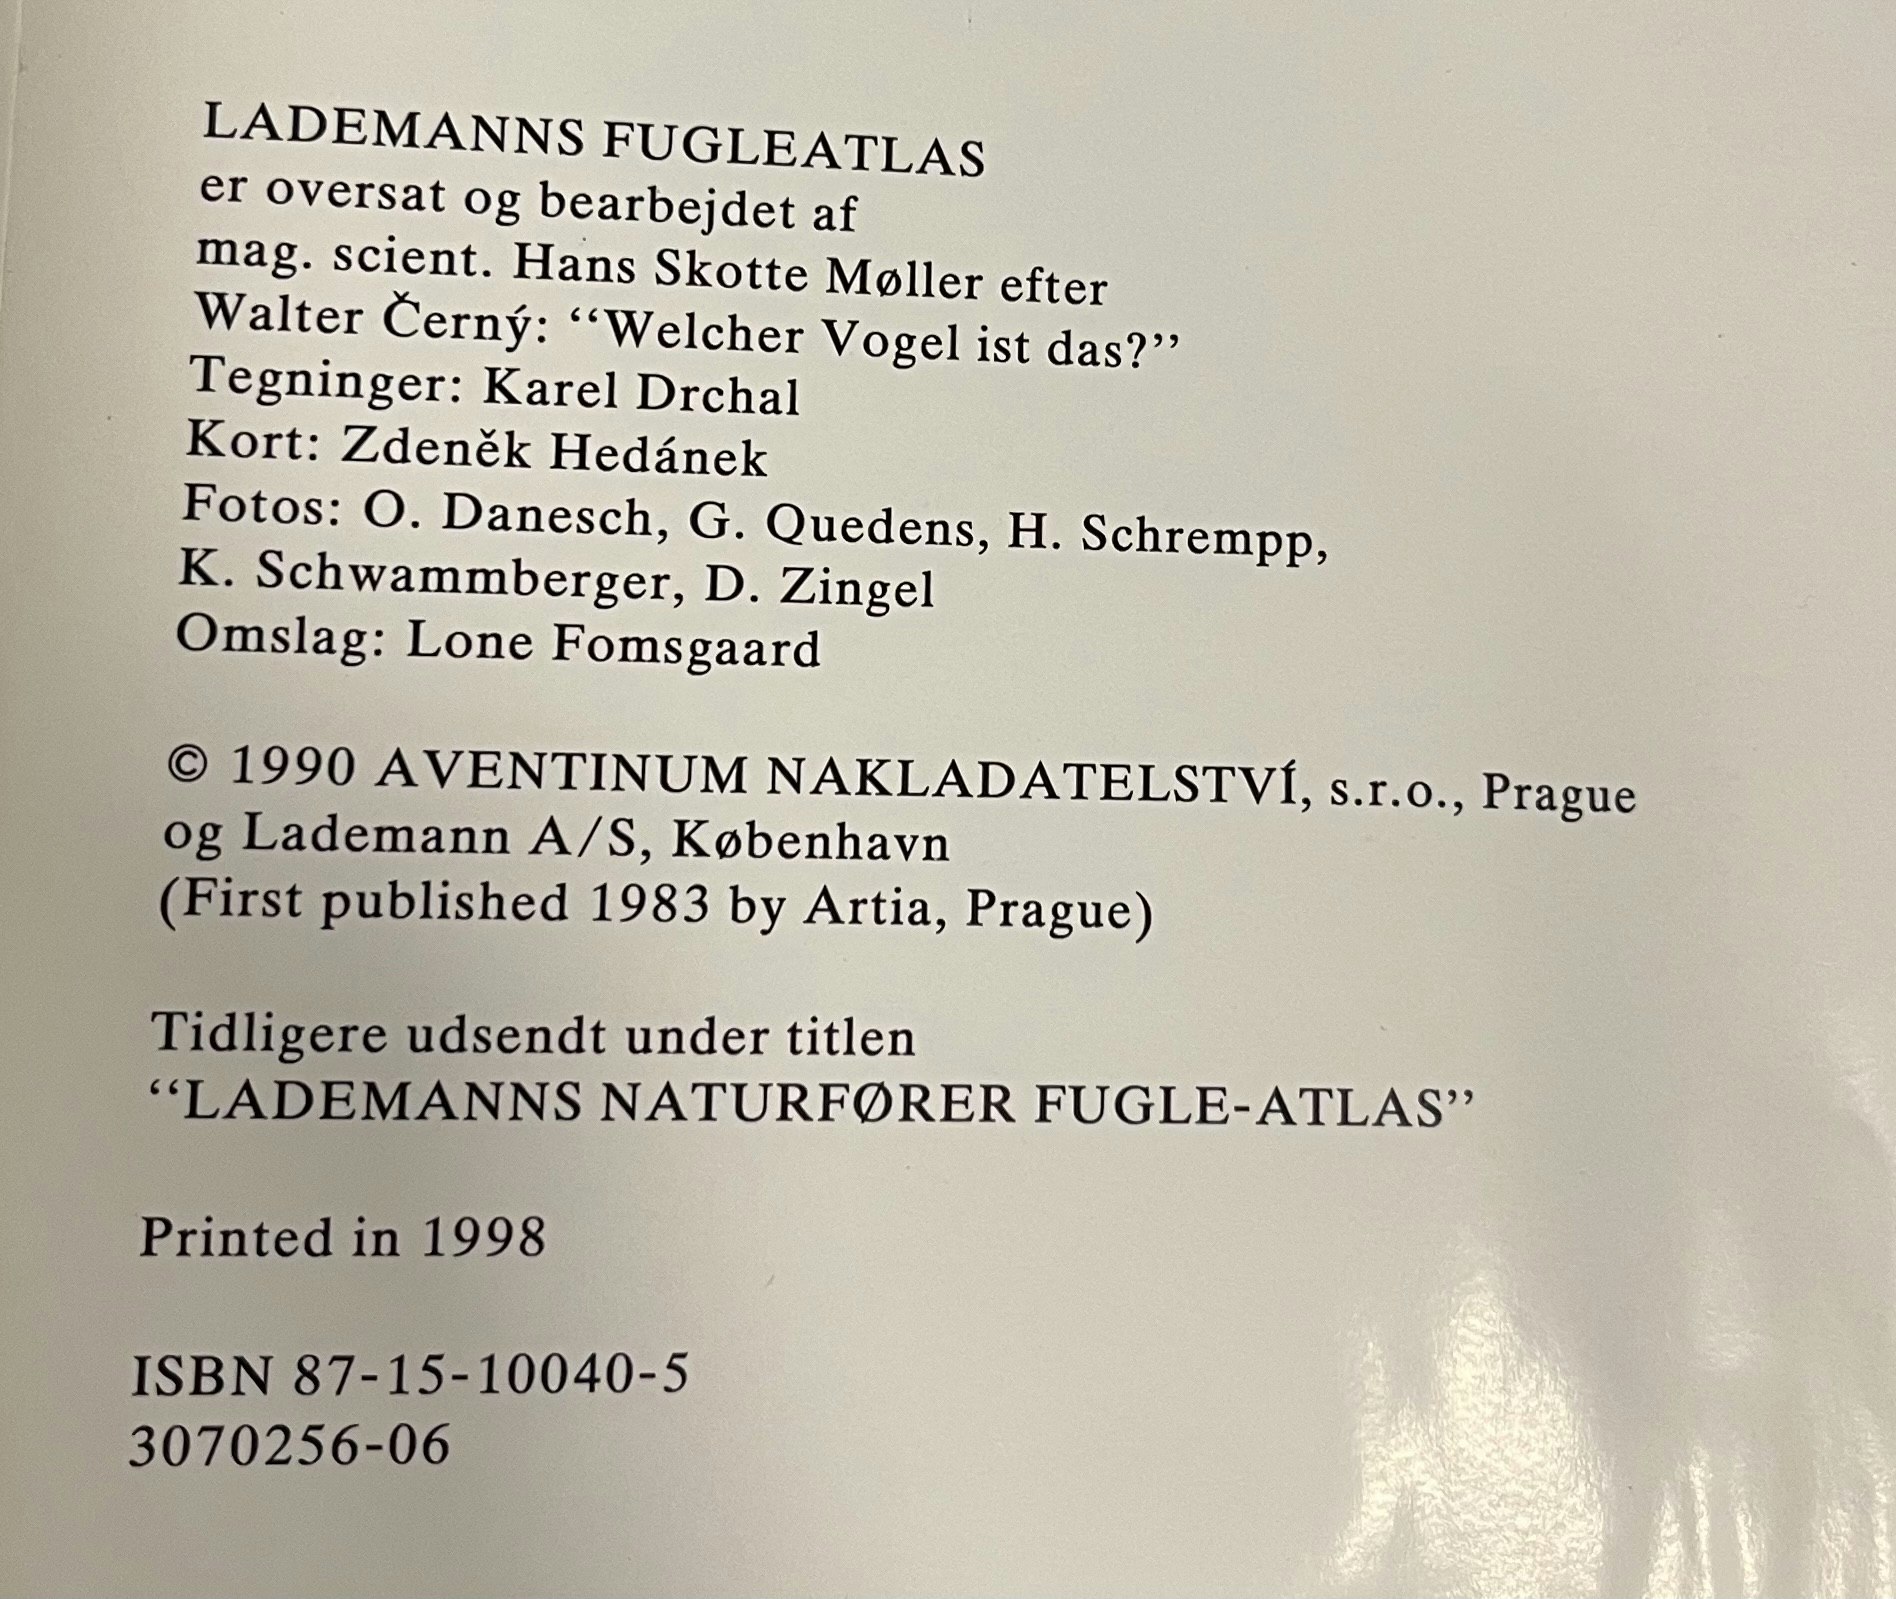 LADEMANNS FUGLEATLAS
er oversat og bearbejdet af
mag. scient. Hans Skotte Møller efter
Walter Černý: ‘‘Welcher Vogel ist das?’’
Tegninger: Karel Drchal
Kort: Zdeněk Hedánek
Fotos: O. Danesch, G. Quedens, H. Schrempp,
K. Schwammberger, D. Zingel
Omslag: Lone Fomsgaard
© 1990 AVENTINUM NAKLADATELSTVÍ, s.r.o., Prague
og Lademann A/S, København
(First published 1983 by Artia, Prague)
Tidligere udsendt under titlen
‘‘LADEMANNS NATURFØRER FUGLE-ATLAS’’
Printed in 1998
ISBN 87-15-10040-5
3070256-06